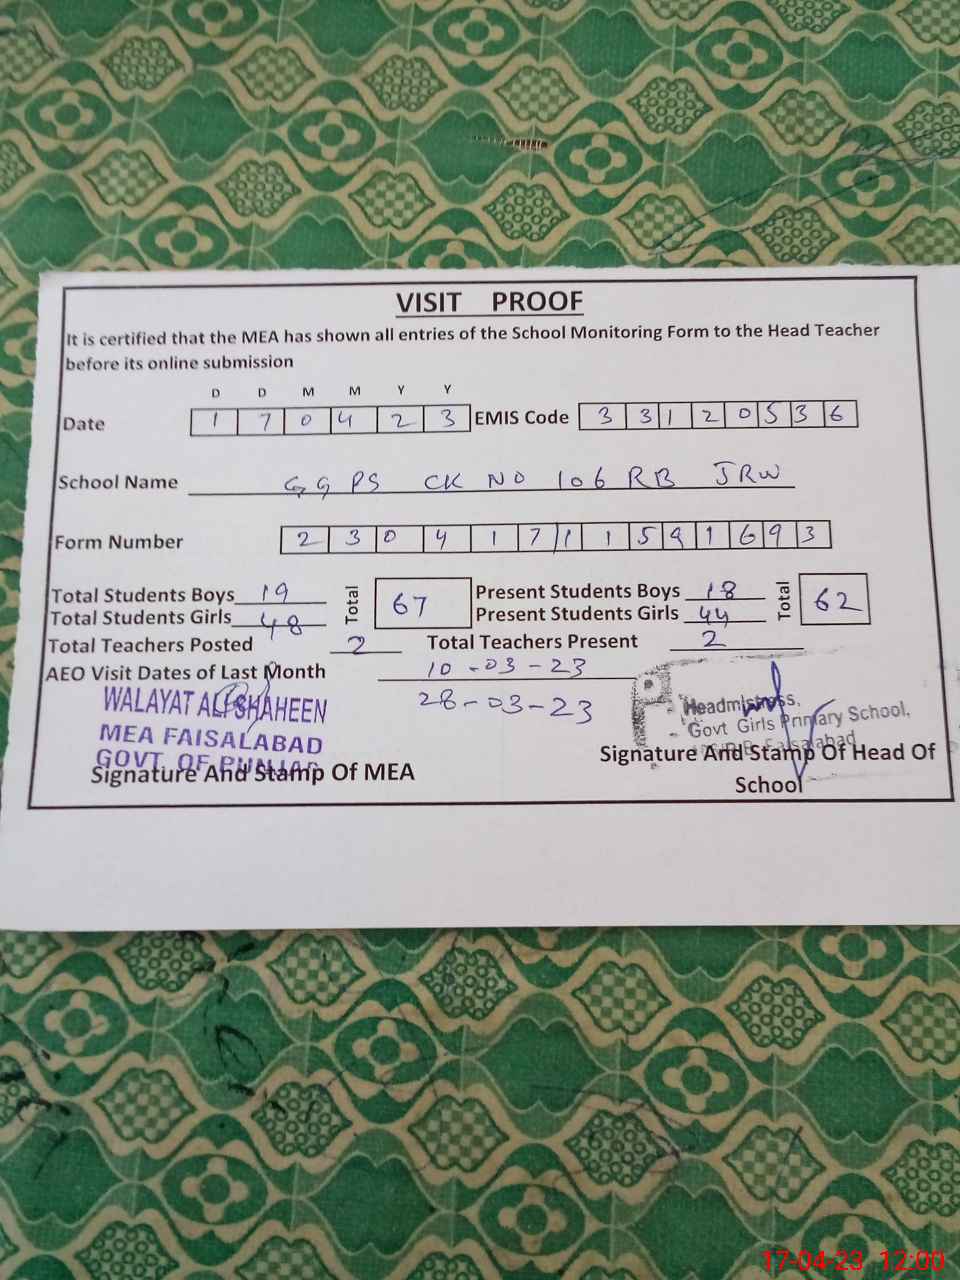 VISIT PROOF
It is certified that the MEA has shown all entries of the School Monitoring Form to the Head Teacher
before its online submission
D D M M Y Y
Date 1 7 0 4 2 3 EMIS Code 3 3 1 2 0 5 3 6
School Name GGPS CK NO 106 RB JRW
Form Number 2 3 0 4 1 7 1 1 5 9 1 6 9 3
Total Students Boys 19 Total 67 Present Students Boys 18 Total 62
Total Students Girls 48 Present Students Girls 44
Total Teachers Posted 2 Total Teachers Present 2
AEO Visit Dates of Last Month 10-03-23
28-03-23
WALAYAT ALI SHAHEEN
MEA FAISALABAD
GOVT OF PUNJAB
Signature And Stamp Of MEA
Headmistress,
Govt Girls Primary School,
Faisalabad
Signature And Stamp Of Head Of
School
17-04-23 12:00